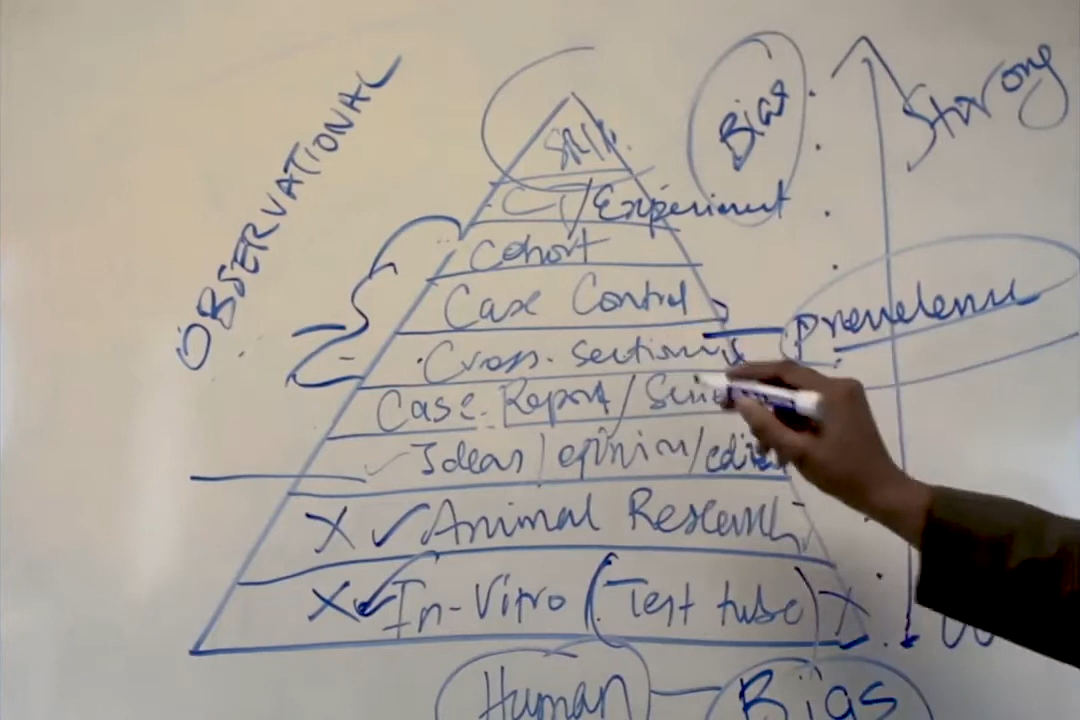 OBSERVATIONAL
Bias
Strong
SR/
CT/Experiment
Cohort
Case Control
Cross-sectional
Case Report/
Ideas/opinion/
X ✓ Animal Research
X ✓ In-Vitro (Test tube) X
Human
Bias